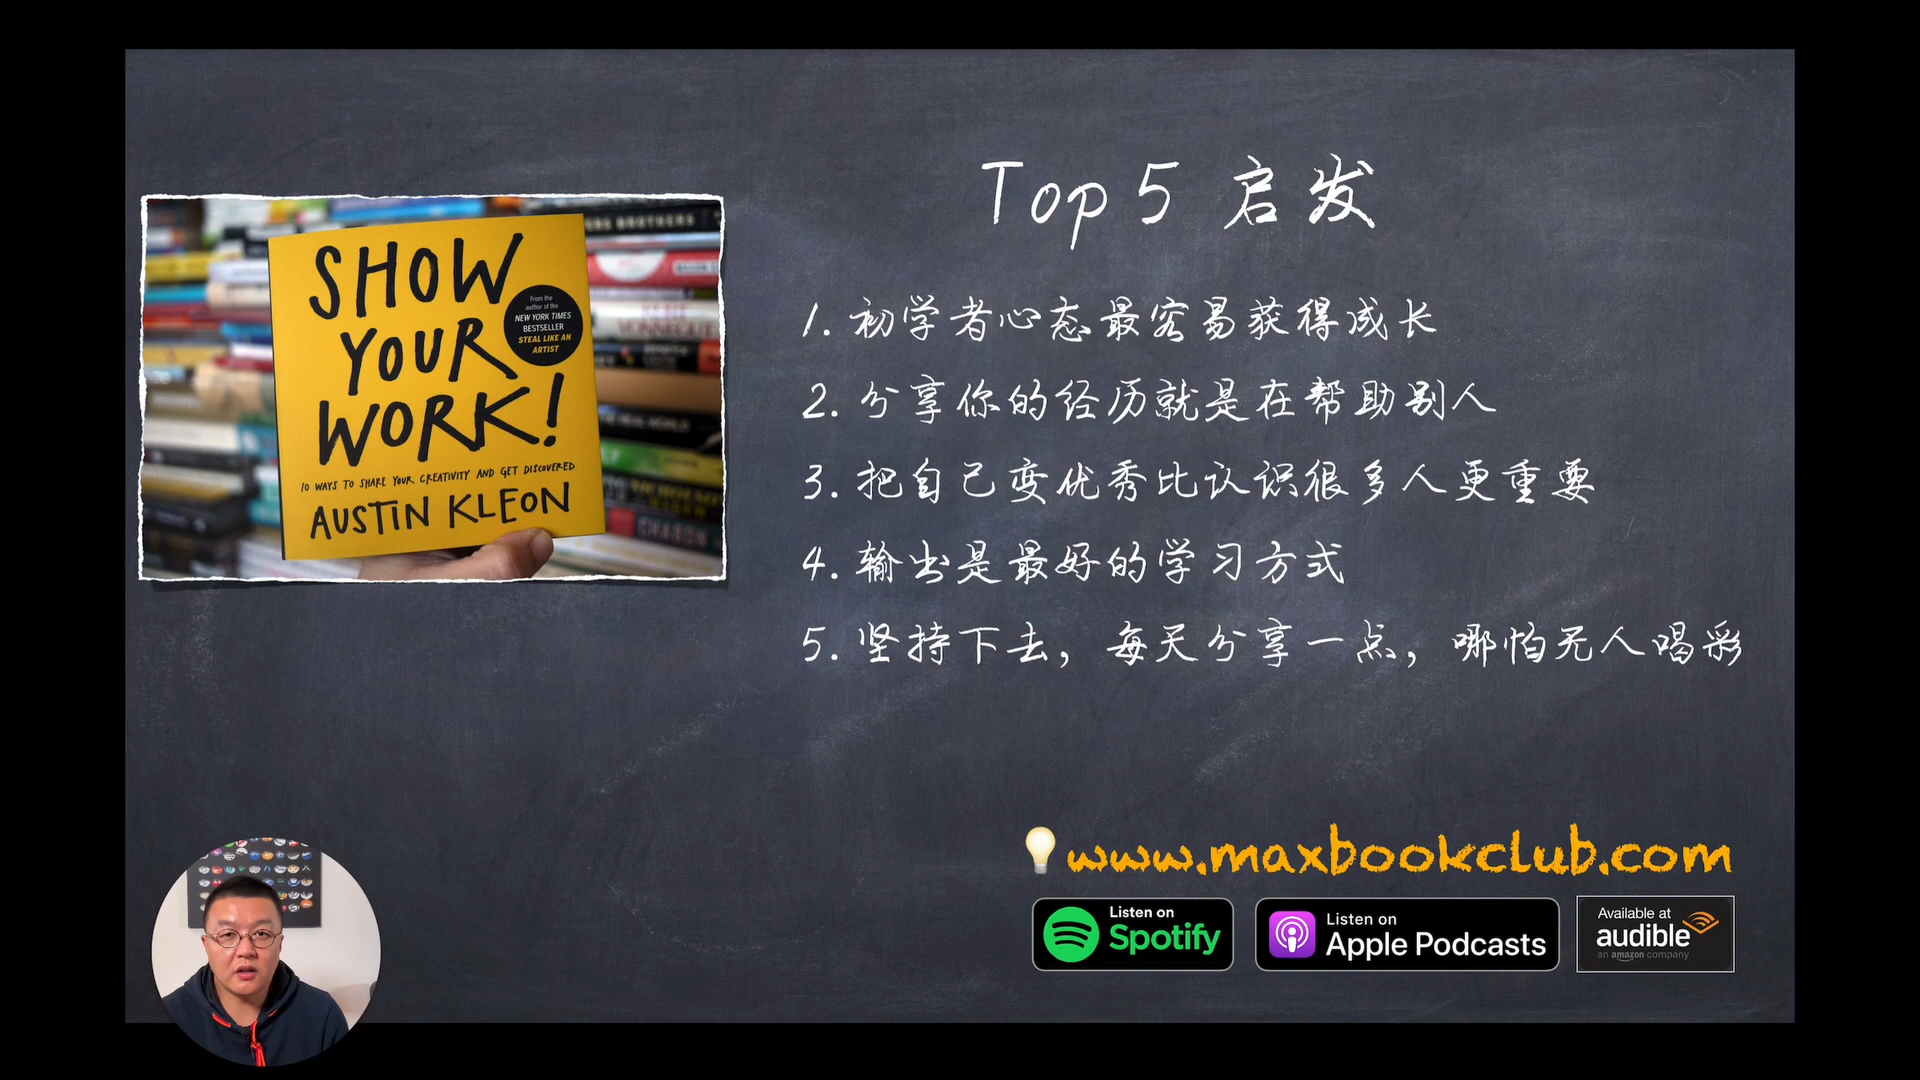 Top 5 启发
SHOW
YOUR
WORK!
From the
author of the
NEW YORK TIMES
BESTSELLER
STEAL LIKE AN
ARTIST
10 WAYS TO SHARE YOUR CREATIVITY AND GET DISCOVERED
AUSTIN KLEON
1. 初学者心态最容易获得成长
2. 分享你的经历就是在帮助别人
3. 把自己变优秀比认识很多人更重要
4. 输出是最好的学习方式
5. 坚持下去，每天分享一点，哪怕无人喝彩
www.maxbookclub.com
Listen on
Spotify
Listen on
Apple Podcasts
Available at
audible
an amazon company